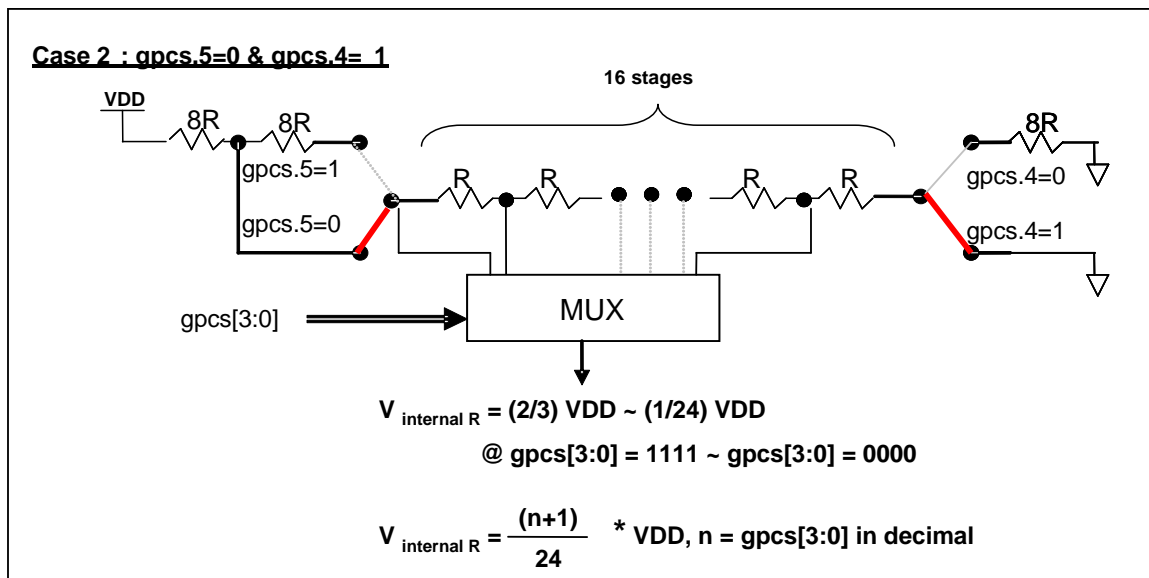 Case 2 : gpcs.5=0 & gpcs.4= 1
16 stages
VDD
8R 8R 8R
gpcs.5=1
R R R R
gpcs.4=0
gpcs.5=0
gpcs.4=1
gpcs[3:0]
MUX
V internal R = (2/3) VDD ~ (1/24) VDD
@ gpcs[3:0] = 1111 ~ gpcs[3:0] = 0000
V internal R = (n+1) / 24 * VDD, n = gpcs[3:0] in decimal